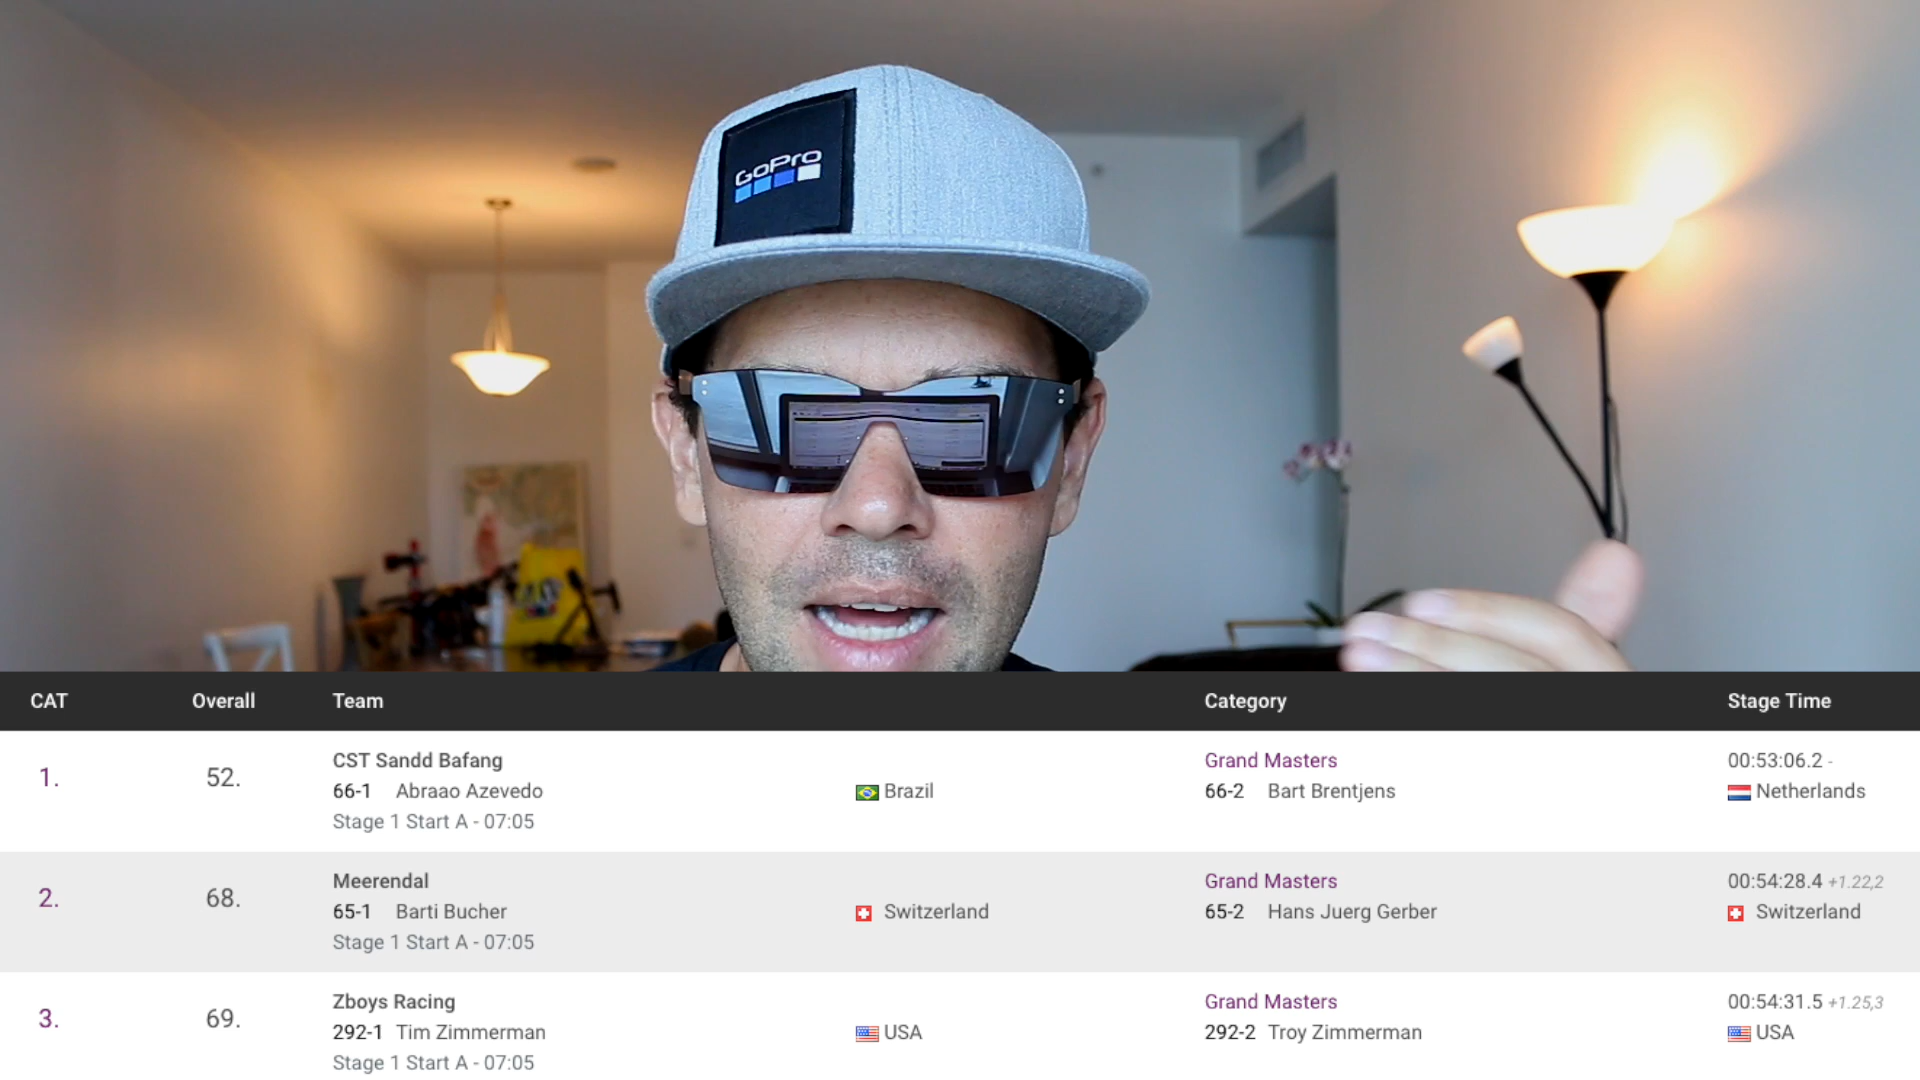 GoPro
CAT Overall Team Category Stage Time
CST Sandd Bafang Grand Masters 00:53:06.2 -
1. 52. 66-1 Abraao Azevedo Brazil 66-2 Bart Brentjens Netherlands
Stage 1 Start A - 07:05
Meerendal Grand Masters 00:54:28.4 +1.22,2
2. 68. 65-1 Barti Bucher Switzerland 65-2 Hans Juerg Gerber Switzerland
Stage 1 Start A - 07:05
Zboys Racing Grand Masters 00:54:31.5 +1.25,3
3. 69. 292-1 Tim Zimmerman USA 292-2 Troy Zimmerman USA
Stage 1 Start A - 07:05